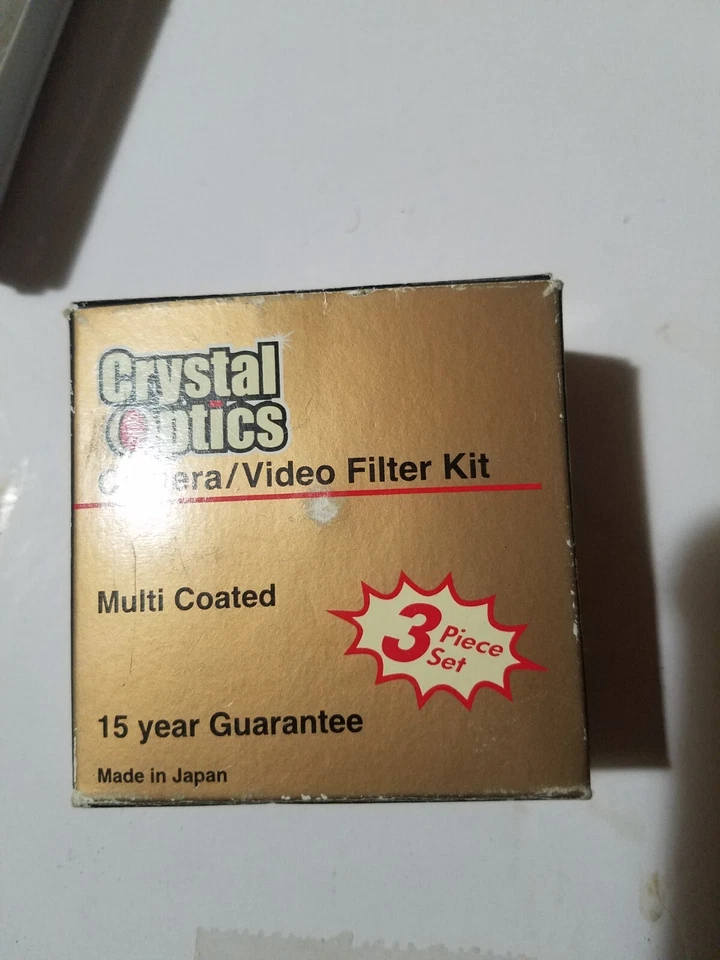 Crystal
Optics
Camera/Video Filter Kit
Multi Coated
3 Piece
Set
15 year Guarantee
Made in Japan